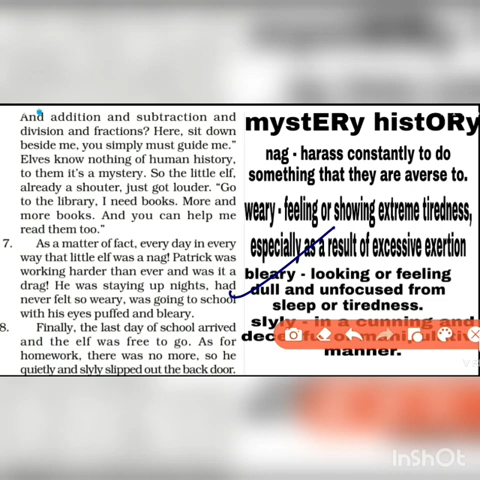 And addition and subtraction and
division and fractions? Here, sit down
beside me, you simply must guide me."
Elves know nothing of human history,
to them it's a mystery. So the little elf,
already a shouter, just got louder. "Go
to the library, I need books. More and
more books. And you can help me
read them too."
7. As a matter of fact, every day in every
way that little elf was a nag! Patrick was
working harder than ever and was it a
drag! He was staying up nights, had
never felt so weary, was going to school
with his eyes puffed and bleary.
8. Finally, the last day of school arrived
and the elf was free to go. As for
homework, there was no more, so he
quietly and slyly slipped out the back door.
mystERy histORy
nag - harass constantly to do
something that they are averse to.
weary - feeling or showing extreme tiredness,
especially as a result of excessive exertion
bleary - looking or feeling
dull and unfocused from
sleep or tiredness.
slyly - in a cunning and
manner.
InShOt